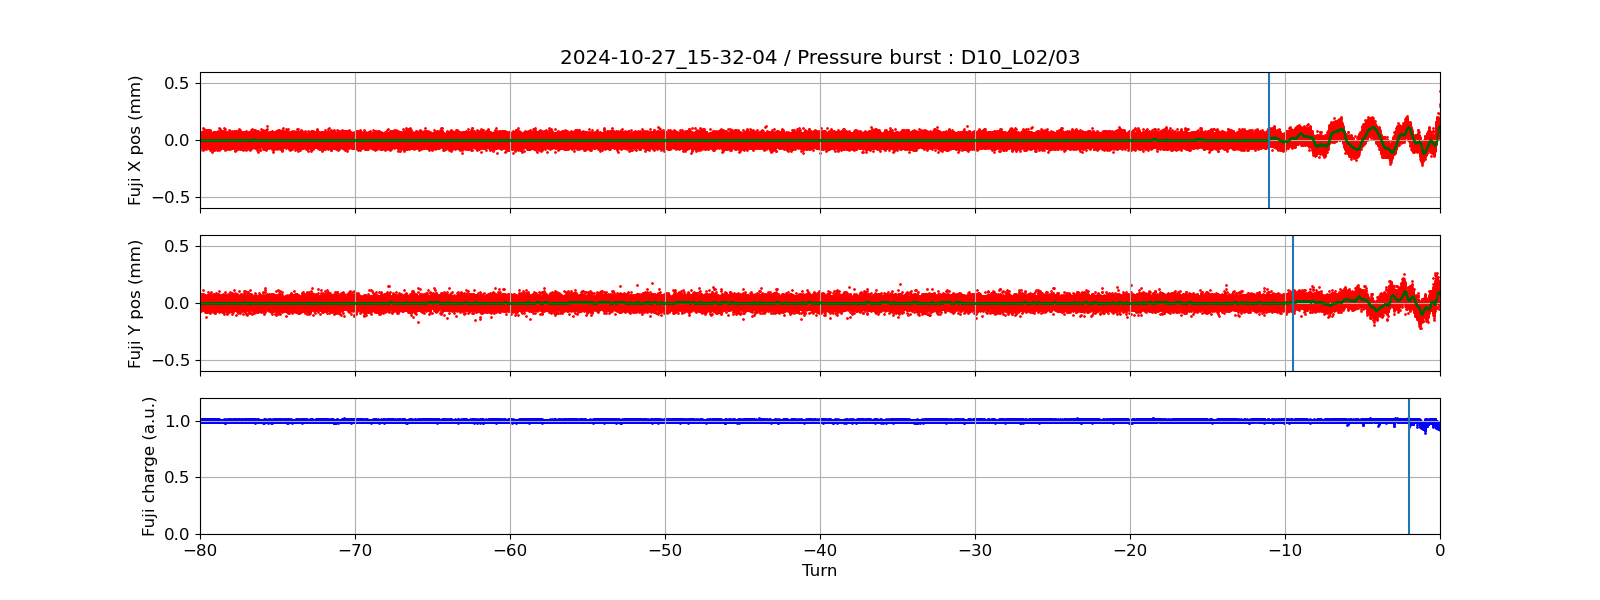 2024-10-27_15-32-04 / Pressure burst : D10_L02/03
Fuji X pos (mm)
0.5
0.0
−0.5
Fuji Y pos (mm)
0.5
0.0
−0.5
Fuji charge (a.u.)
1.0
0.5
0.0
−80 −70 −60 −50 −40 −30 −20 −10 0
Turn